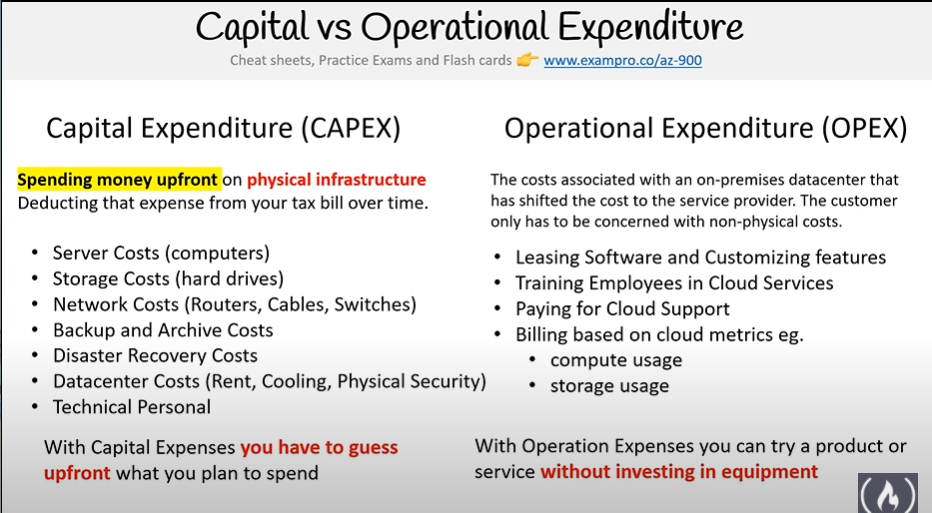 Capital vs Operational Expenditure
Cheat sheets, Practice Exams and Flash cards 👉 www.exampro.co/az-900
Capital Expenditure (CAPEX)
Spending money upfront on physical infrastructure
Deducting that expense from your tax bill over time.
• Server Costs (computers)
• Storage Costs (hard drives)
• Network Costs (Routers, Cables, Switches)
• Backup and Archive Costs
• Disaster Recovery Costs
• Datacenter Costs (Rent, Cooling, Physical Security)
• Technical Personal
With Capital Expenses you have to guess
upfront what you plan to spend
Operational Expenditure (OPEX)
The costs associated with an on-premises datacenter that
has shifted the cost to the service provider. The customer
only has to be concerned with non-physical costs.
• Leasing Software and Customizing features
• Training Employees in Cloud Services
• Paying for Cloud Support
• Billing based on cloud metrics eg.
• compute usage
• storage usage
With Operation Expenses you can try a product or
service without investing in equipment